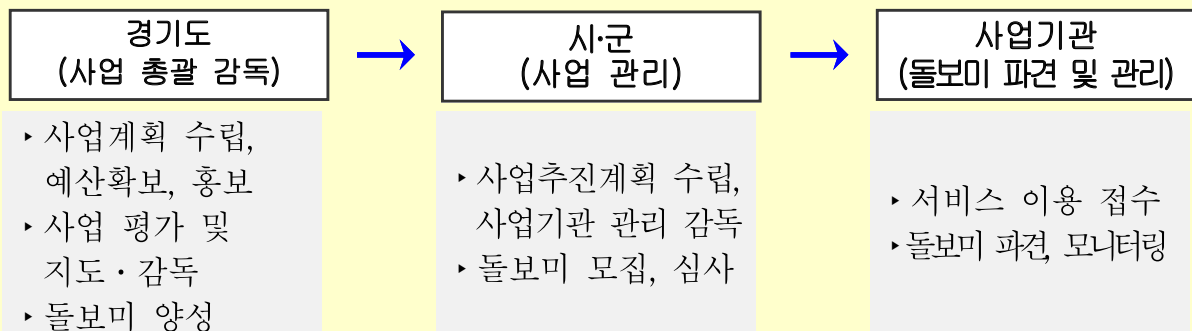 경기도
(사업 총괄 감독)
→
시·군
(사업 관리)
→
사업기관
(돌보미 파견 및 관리)
‣ 사업계획 수립,
예산확보, 홍보
‣ 사업 평가 및
지도·감독
‣ 돌보미 양성
‣ 사업추진계획 수립,
사업기관 관리 감독
‣ 돌보미 모집, 심사
‣ 서비스 이용 접수
‣ 돌보미 파견, 모니터링